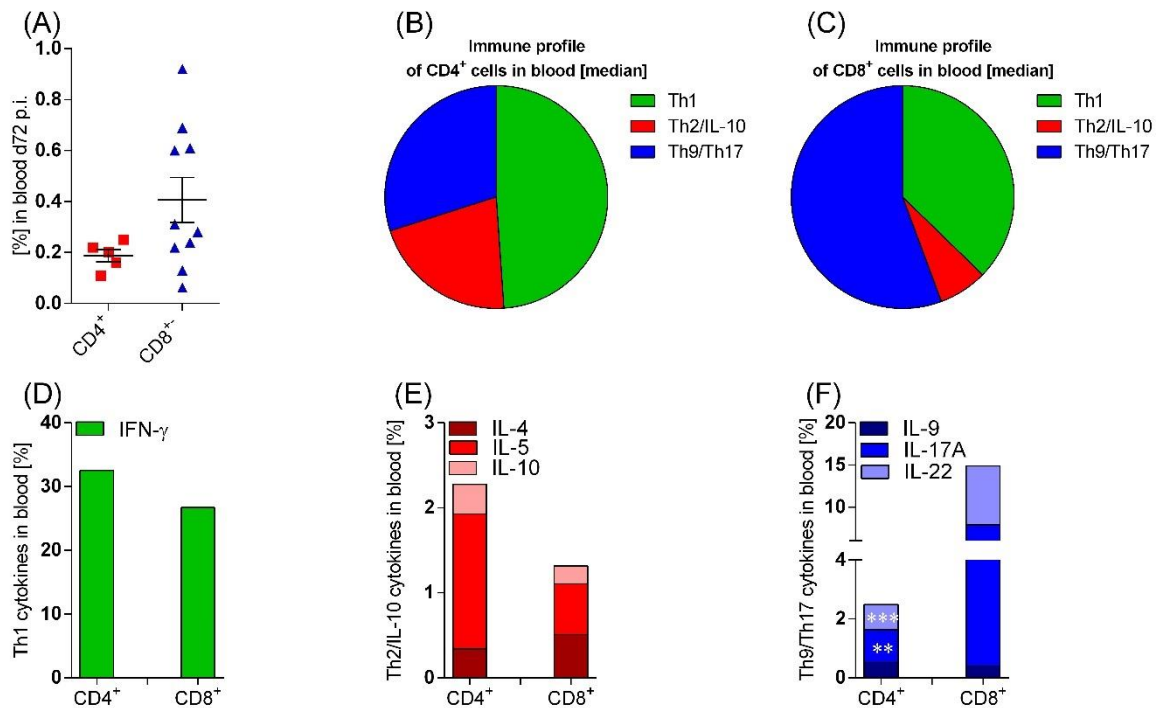 (A)
[%] in blood d72 p.i.
1.0
0.8
0.6
0.4
0.2
0.0
CD4+
CD8+-
(B)
Immune profile
of CD4+ cells in blood [median]
Th1
Th2/IL-10
Th9/Th17
(C)
Immune profile
of CD8+ cells in blood [median]
Th1
Th2/IL-10
Th9/Th17
(D)
Th1 cytokines in blood [%]
40
30
20
10
0
IFN-γ
CD4+
CD8+
(E)
Th2/IL-10 cytokines in blood [%]
3
2
1
0
IL-4
IL-5
IL-10
CD4+
CD8+
(F)
Th9/Th17 cytokines in blood [%]
20
15
10
4
2
0
IL-9
IL-17A
IL-22
***
**
CD4+
CD8+